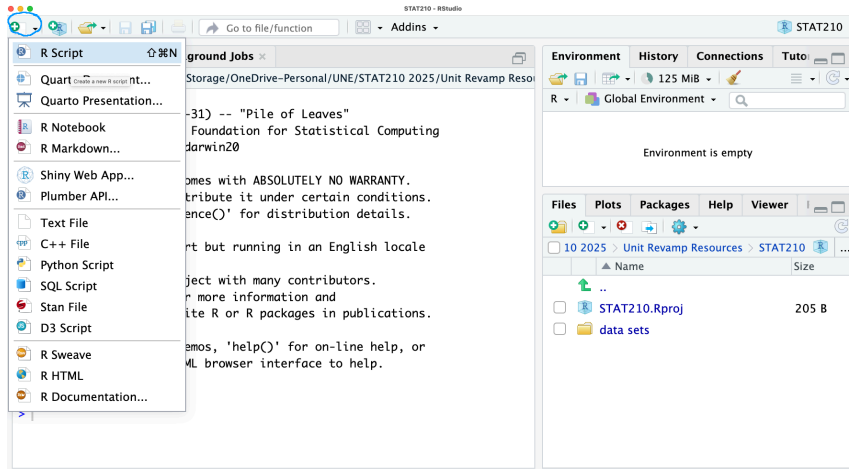 STAT210 - RStudio
Go to file/function
Addins
STAT210
R Script ⇧⌘N
Quarto Document...
Create a new R script
Quarto Presentation...
R Notebook
R Markdown...
Shiny Web App...
Plumber API...
Text File
C++ File
Python Script
SQL Script
Stan File
D3 Script
R Sweave
R HTML
R Documentation...
ground Jobs
Storage/OneDrive-Personal/UNE/STAT210 2025/Unit Revamp Resou
-31) -- "Pile of Leaves"
Foundation for Statistical Computing
darwin20
omes with ABSOLUTELY NO WARRANTY.
tribute it under certain conditions.
ence()' for distribution details.
rt but running in an English locale
ject with many contributors.
r more information and
ite R or R packages in publications.
emos, 'help()' for on-line help, or
ML browser interface to help.
>
Environment History Connections Tutor
125 MiB
R Global Environment
Environment is empty
Files Plots Packages Help Viewer
10 2025 > Unit Revamp Resources > STAT210 ...
Name Size
..
STAT210.Rproj 205 B
data sets